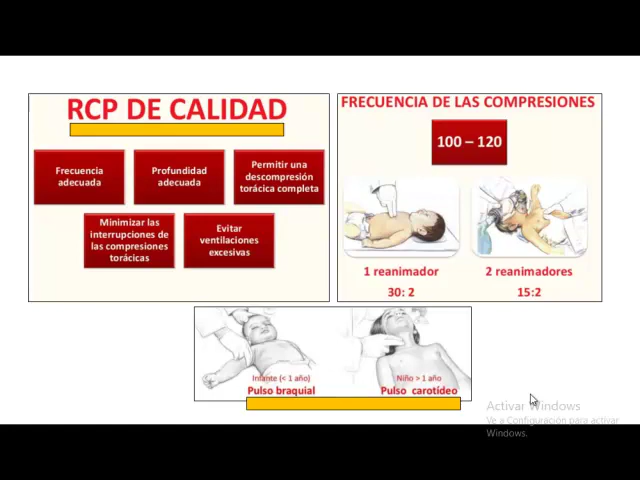 RCP DE CALIDAD
Frecuencia
adecuada
Profundidad
adecuada
Permitir una
descompresión
torácica completa
Minimizar las
interrupciones de
las compresiones
torácicas
Evitar
ventilaciones
excesivas
FRECUENCIA DE LAS COMPRESIONES
100 – 120
1 reanimador
30: 2
2 reanimadores
15:2
Infante (< 1 año)
Pulso braquial
Niño > 1 año
Pulso carotídeo
Activar Windows
Ve a Configuración para activar
Windows.